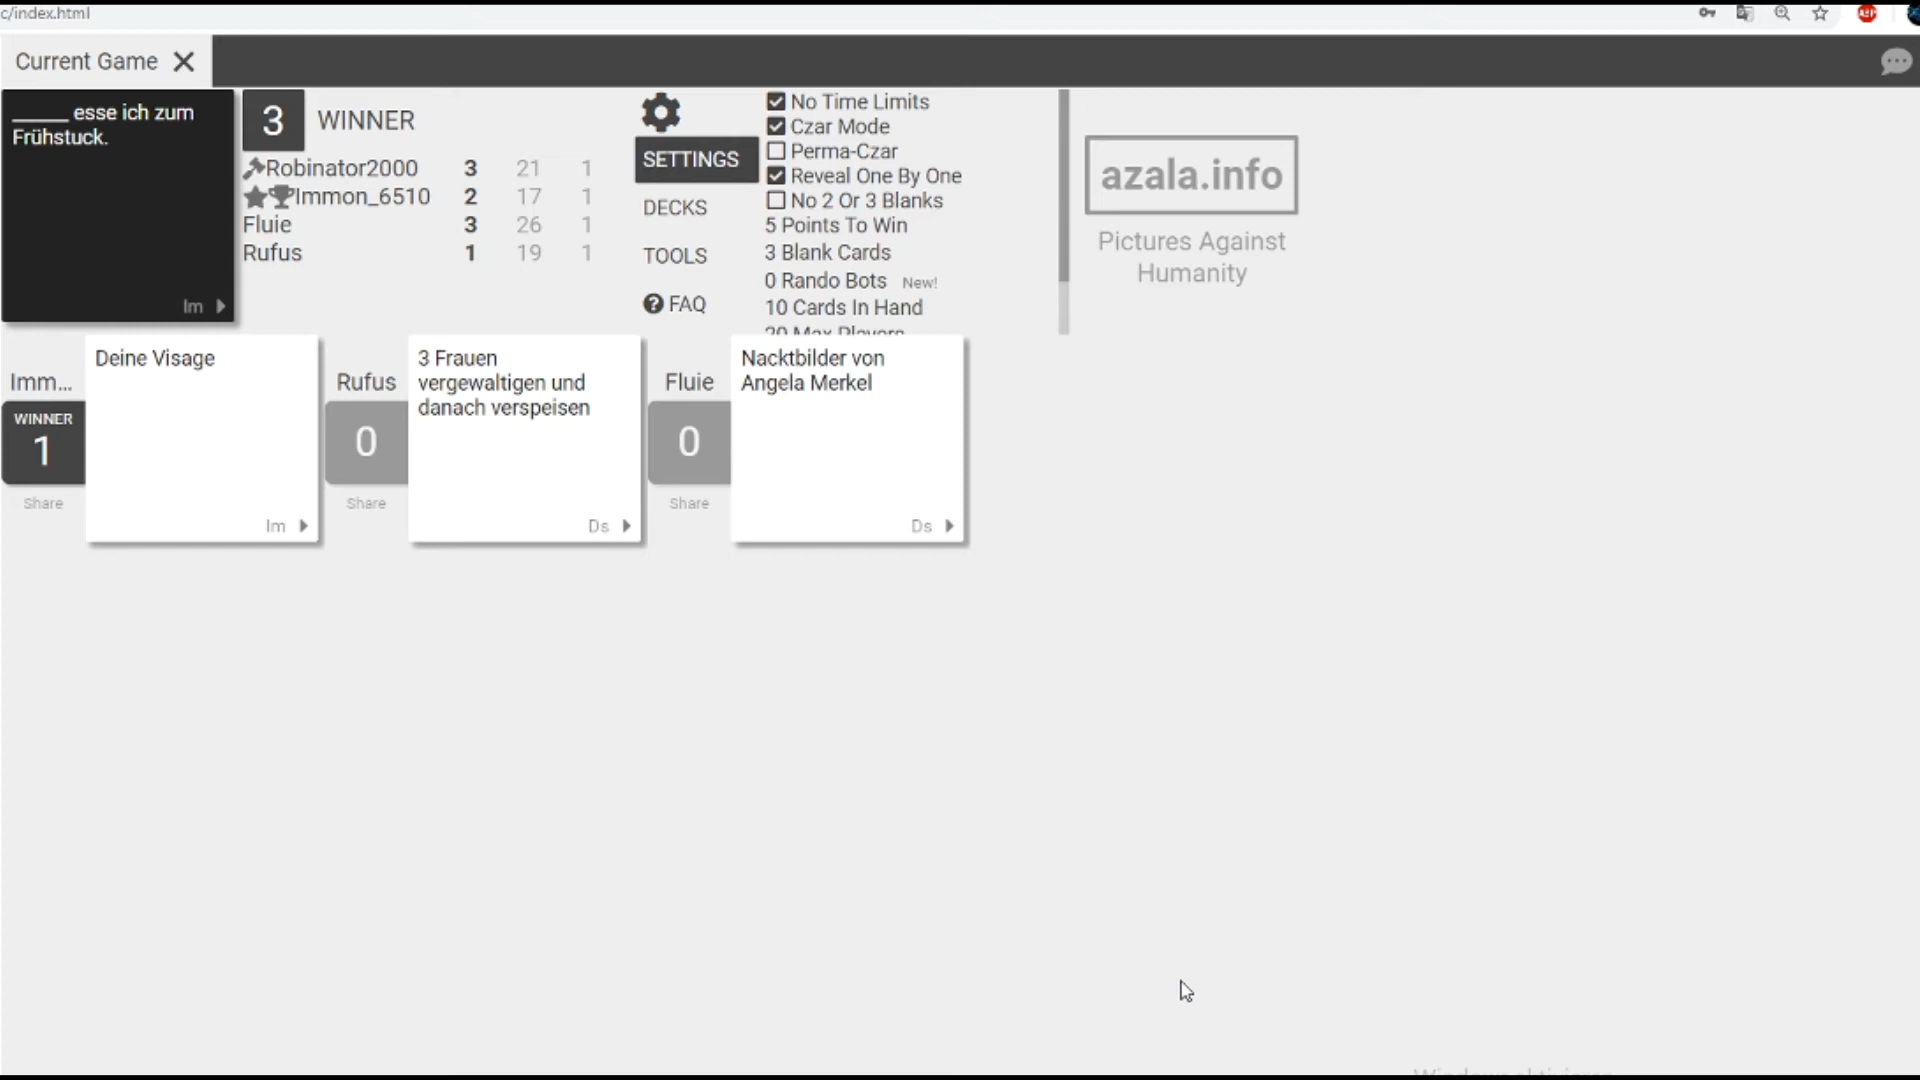 c/index.html
Current Game
_____ esse ich zum
Frühstuck.
Im
3 WINNER
Robinator2000 3 21 1
Immon_6510 2 17 1
Fluie 3 26 1
Rufus 1 19 1
SETTINGS
DECKS
TOOLS
FAQ
No Time Limits
Czar Mode
Perma-Czar
Reveal One By One
No 2 Or 3 Blanks
5 Points To Win
3 Blank Cards
0 Rando Bots New!
10 Cards In Hand
20 Max Players
azala.info
Pictures Against
Humanity
Imm...
WINNER
1
Share
Deine Visage
Im
Rufus
0
Share
3 Frauen
vergewaltigen und
danach verspeisen
Ds
Fluie
0
Share
Nacktbilder von
Angela Merkel
Ds